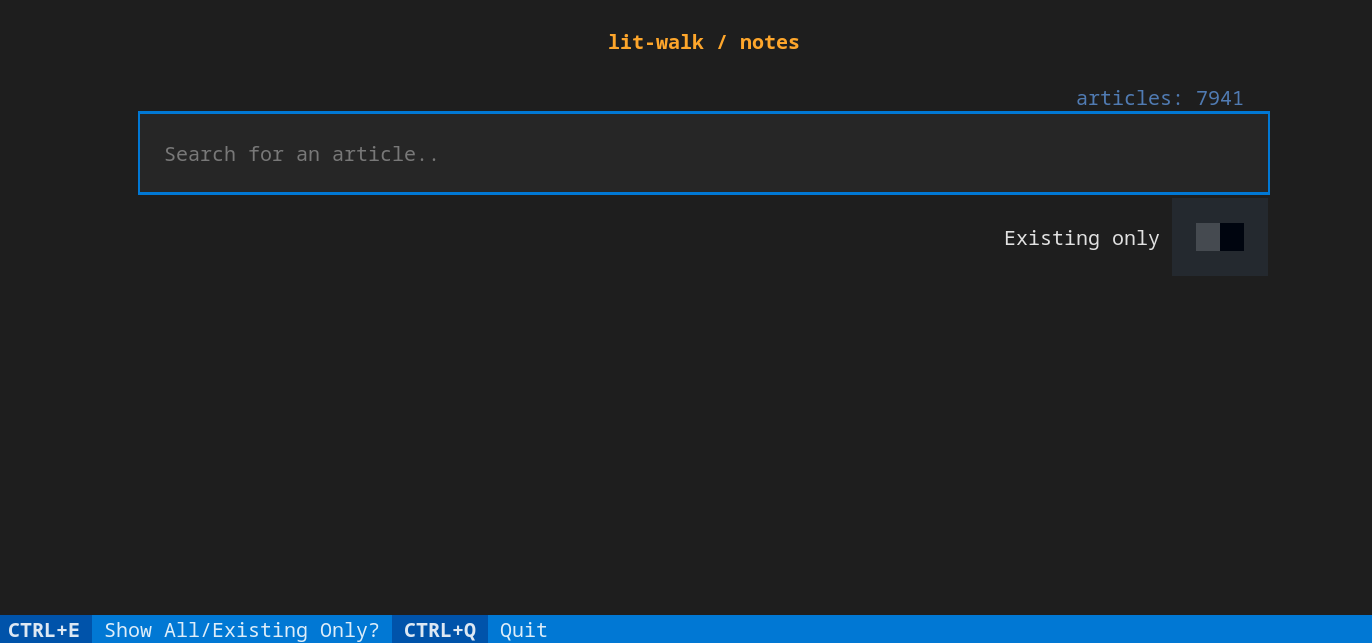 lit-walk / notes
articles: 7941
Search for an article..
Existing only
CTRL+E Show All/Existing Only? CTRL+Q Quit